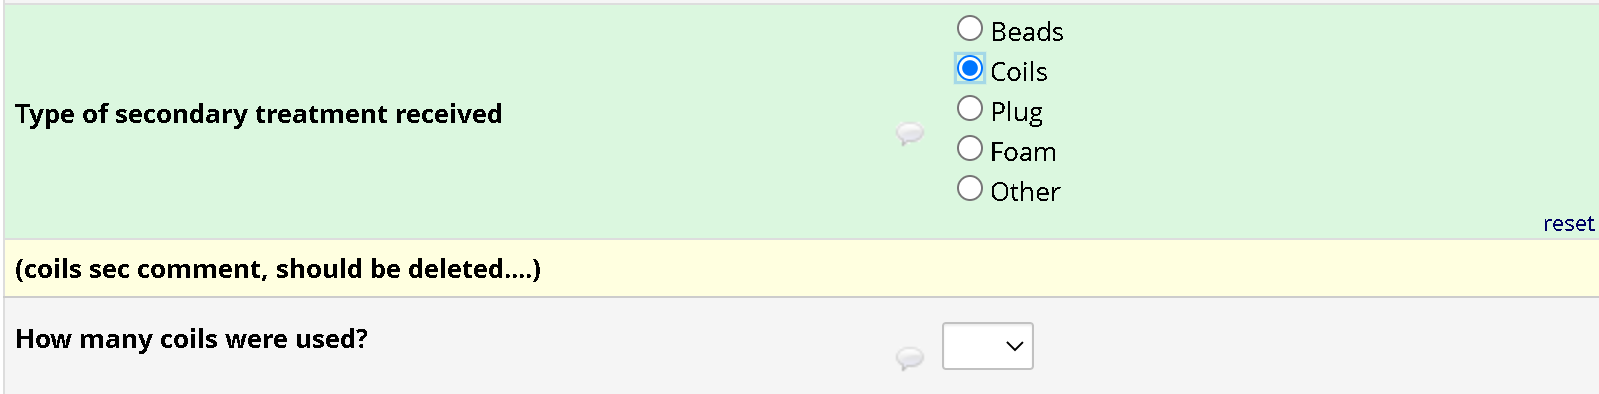 Beads
Coils
Type of secondary treatment received
Plug
Foam
Other
reset
(coils sec comment, should be deleted....)
How many coils were used?